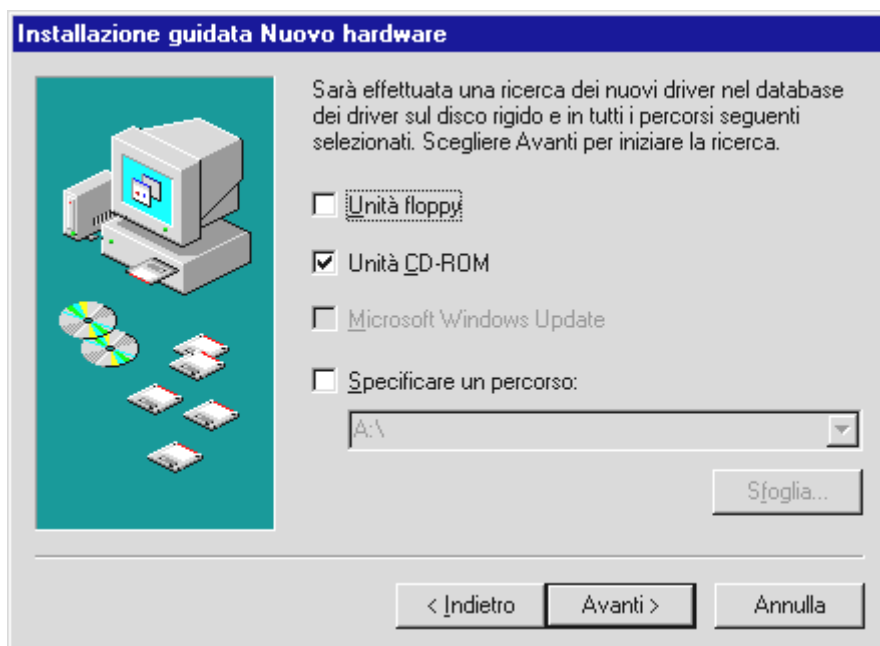 Installazione guidata Nuovo hardware
Sarà effettuata una ricerca dei nuovi driver nel database
dei driver sul disco rigido e in tutti i percorsi seguenti
selezionati. Scegliere Avanti per iniziare la ricerca.
Unità floppy
Unità CD-ROM
Microsoft Windows Update
Specificare un percorso:
A:\
Sfoglia...
< Indietro
Avanti >
Annulla